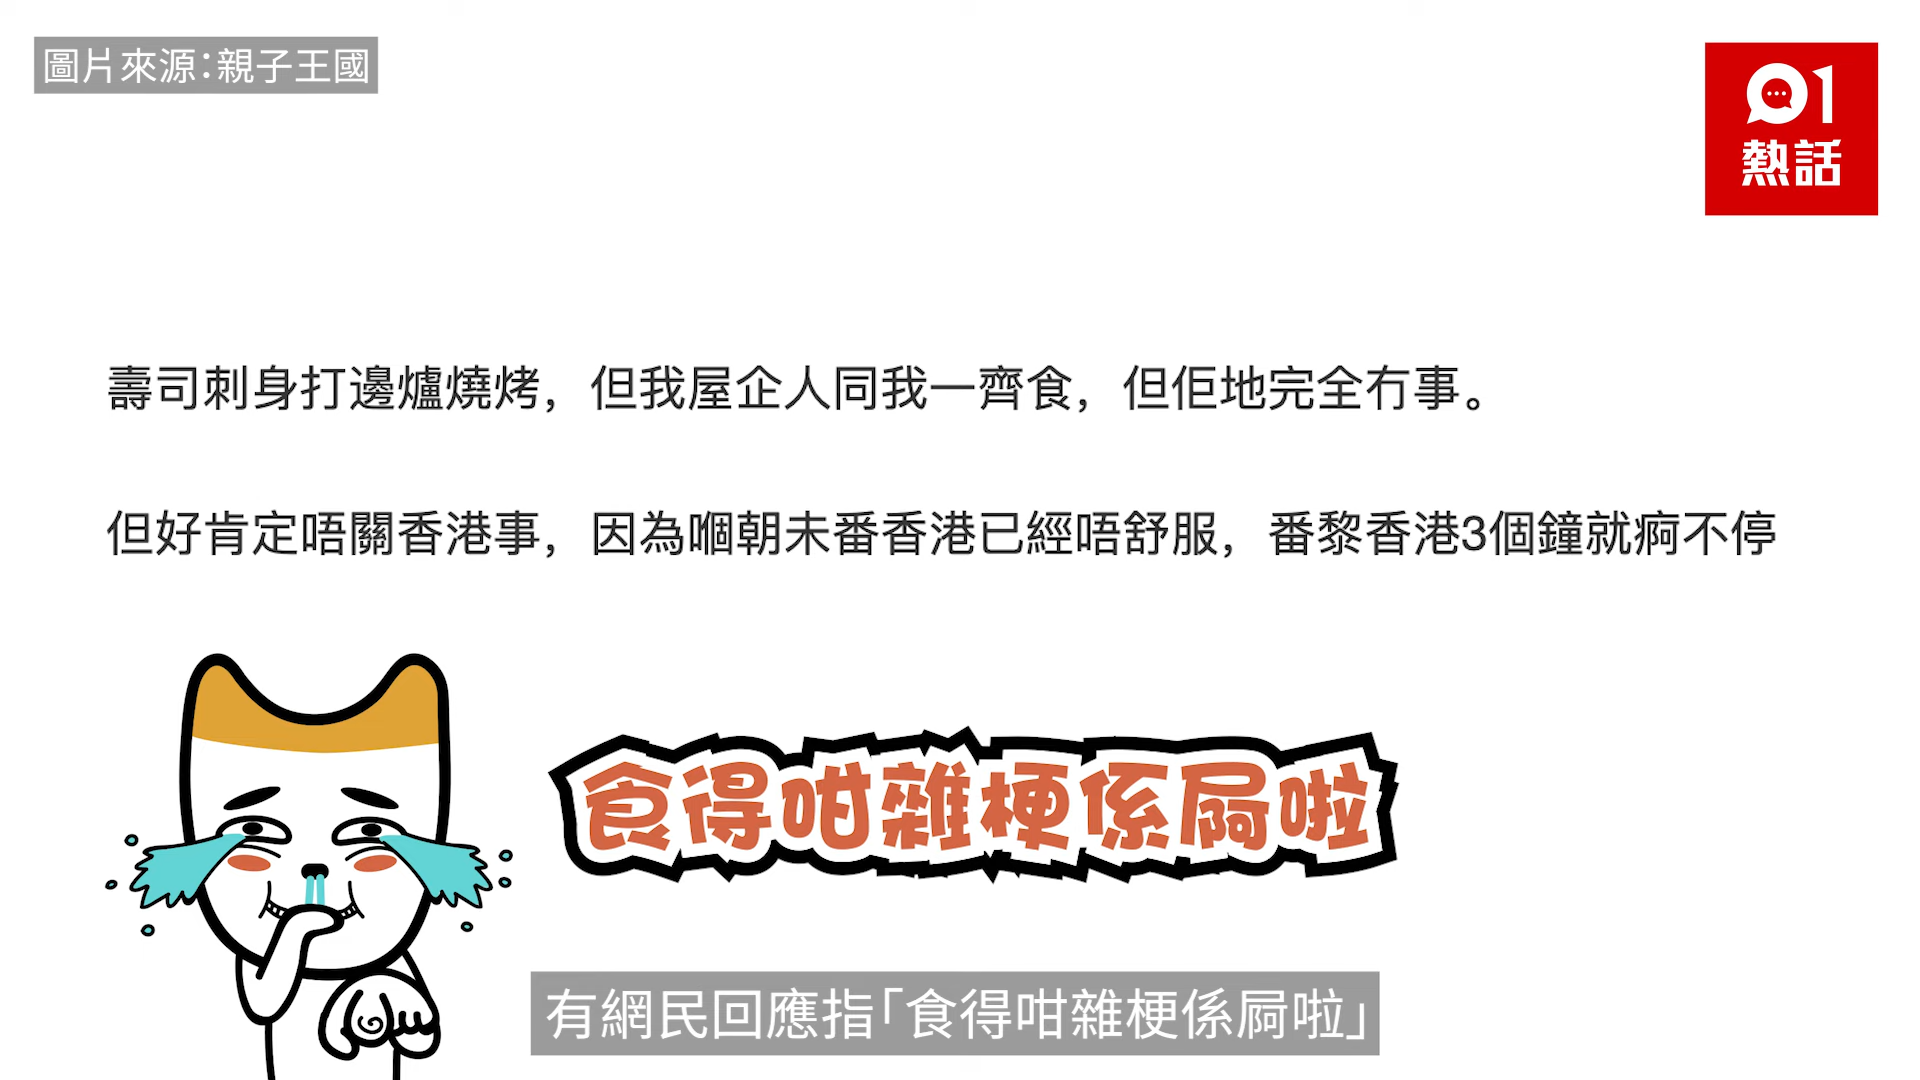 圖片來源：親子王國
01
熱話
壽司刺身打邊爐燒烤，但我屋企人同我一齊食，但佢地完全冇事。
但好肯定唔關香港事，因為嗰朝未番香港已經唔舒服，番黎香港3個鐘就痾不停
食得咁雜梗係屙啦
有網民回應指「食得咁雜梗係屙啦」